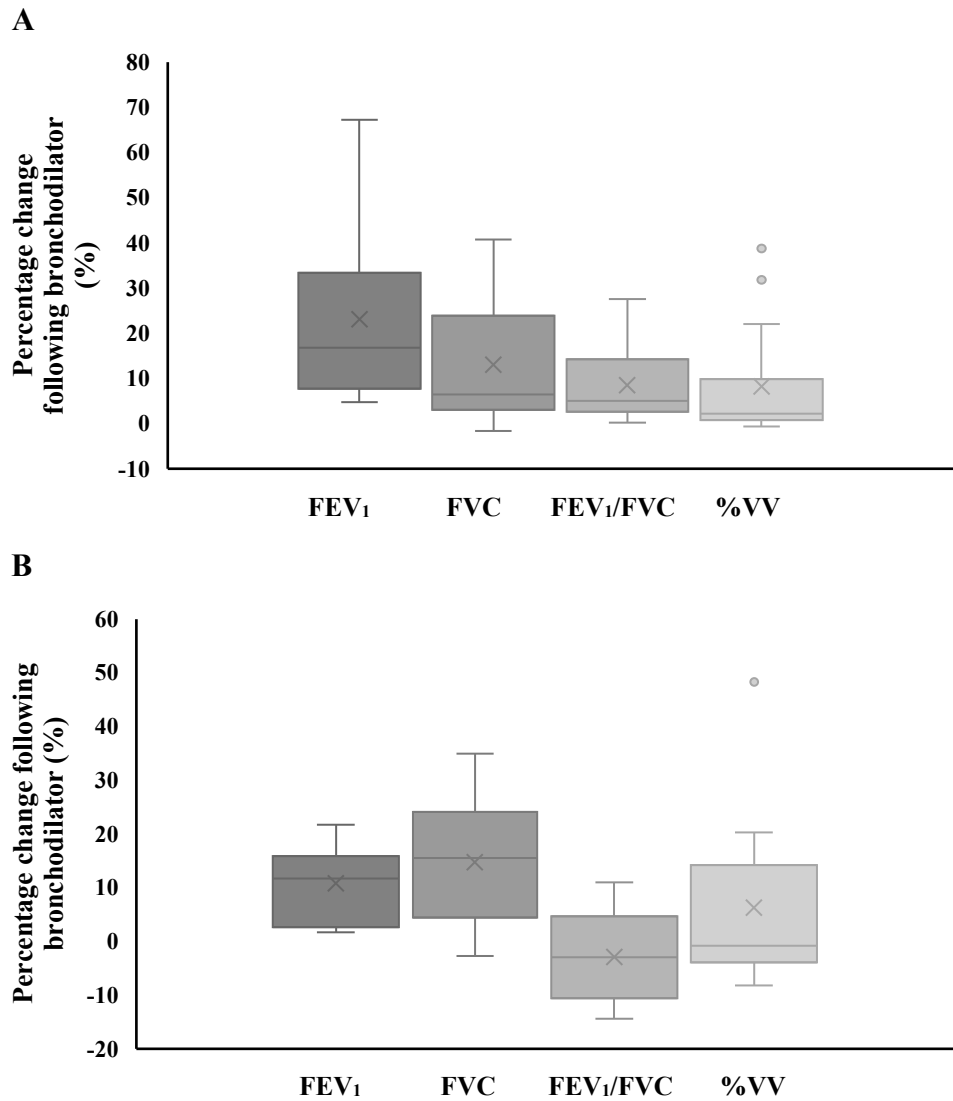 A
Percentage change
following bronchodilator
(%)
80
70
60
50
40
30
20
10
0
-10
FEV₁
FVC
FEV₁/FVC
%VV
B
Percentage change following
bronchodilator (%)
60
50
40
30
20
10
0
-10
-20
FEV₁
FVC
FEV₁/FVC
%VV